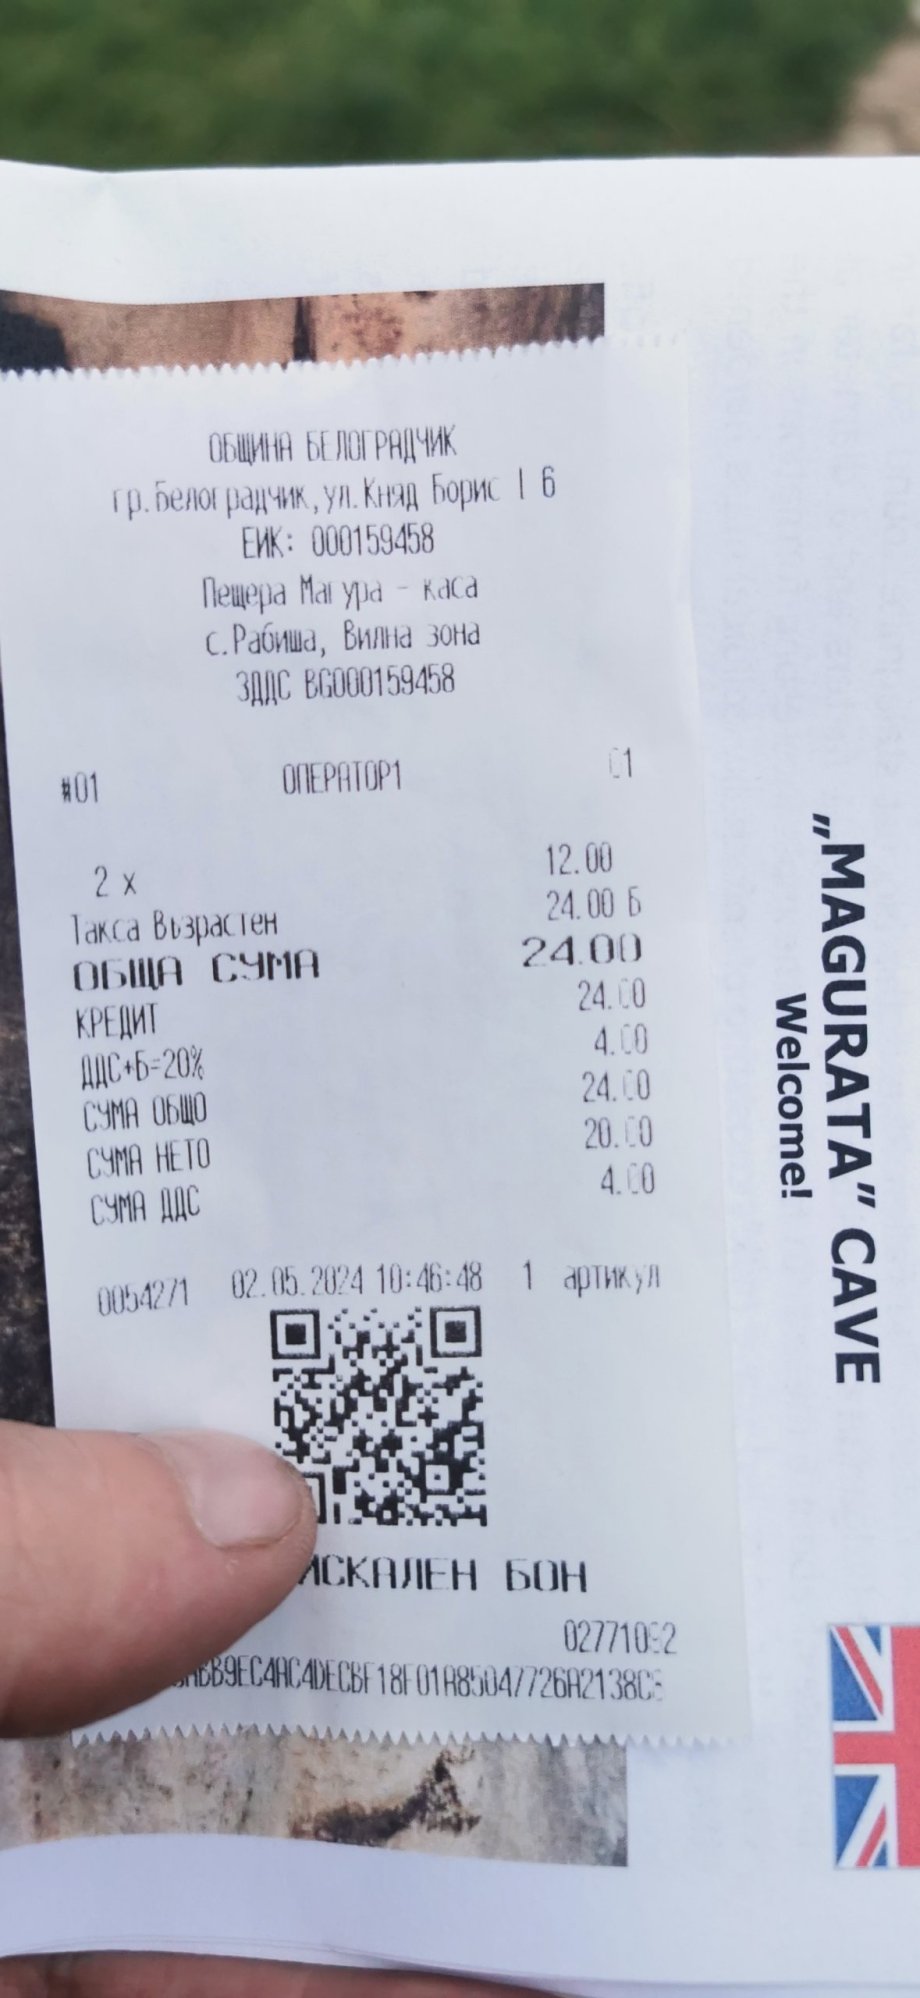 ОБЩИНА БЕЛОГРАДЧИК
гр.Белоградчик,ул.Княд Борис I 6
ЕИК: 000159458
Пещера Магура - каса
с.Рабиша, Вилна зона
ЗДДС BG000159458
#01 ОПЕРАТОР1 01
2 x 12.00
Такса Възрастен 24.00 Б
ОБЩА СУМА 24.00
КРЕДИТ 24.00
ДДС+Б=20% 4.00
СУМА ОБЩО 24.00
СУМА НЕТО 20.00
СУМА ДДС 4.00
0054271 02.05.2024 10:46:48 1 артикул
ИСКАЛЕН БОН
„MAGURATA” CAVE
Welcome!